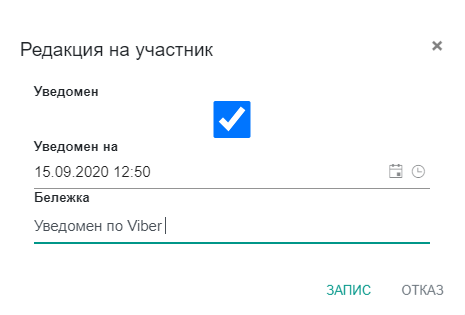 Редакция на участник
Уведомен
Уведомен на
15.09.2020 12:50
Бележка
Уведомен по Viber
ЗАПИС ОТКАЗ